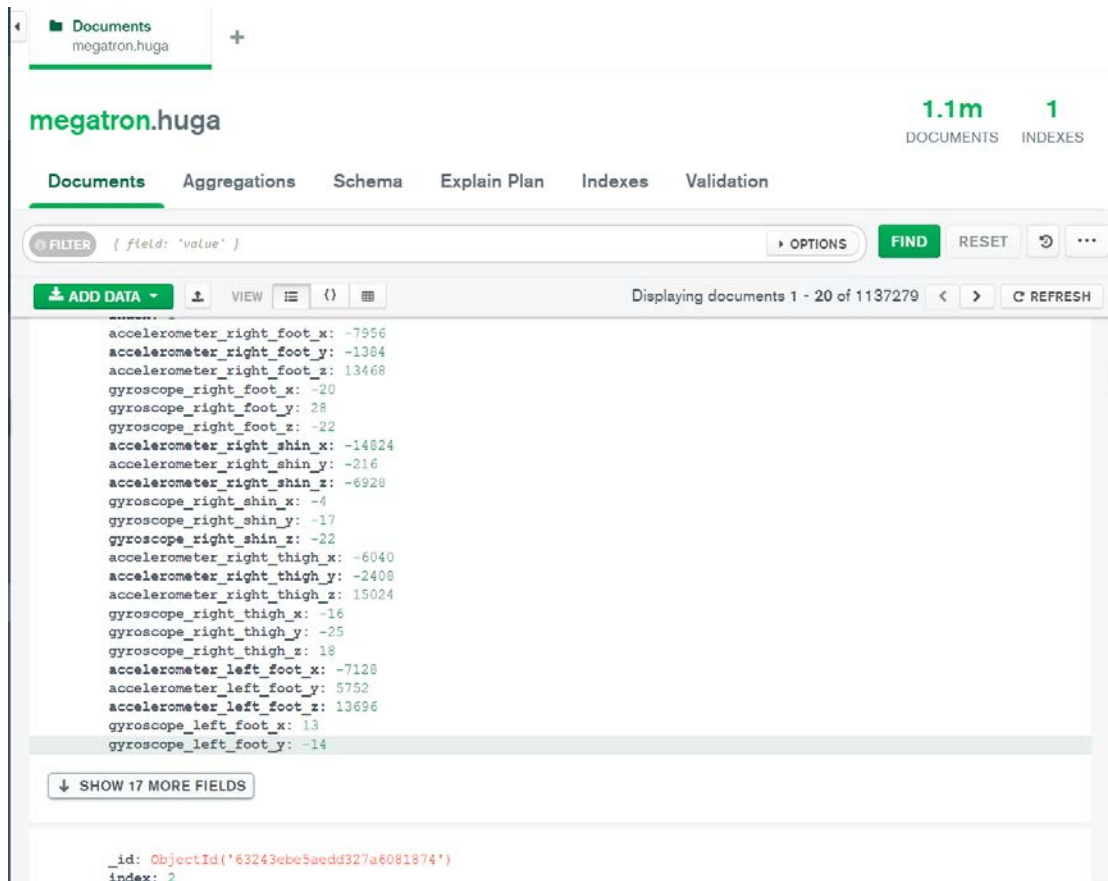 Documents
megatron.huga
+
megatron.huga
1.1m
DOCUMENTS
1
INDEXES
Documents Aggregations Schema Explain Plan Indexes Validation
FILTER { field: 'value' } OPTIONS FIND RESET ...
ADD DATA VIEW {} Displaying documents 1 - 20 of 1137279 < > REFRESH
accelerometer_right_foot_x: -7956
accelerometer_right_foot_y: -1384
accelerometer_right_foot_z: 13468
gyroscope_right_foot_x: -20
gyroscope_right_foot_y: 28
gyroscope_right_foot_z: -22
accelerometer_right_shin_x: -14824
accelerometer_right_shin_y: -216
accelerometer_right_shin_z: -6928
gyroscope_right_shin_x: -4
gyroscope_right_shin_y: -17
gyroscope_right_shin_z: -22
accelerometer_right_thigh_x: -6040
accelerometer_right_thigh_y: -2408
accelerometer_right_thigh_z: 15024
gyroscope_right_thigh_x: -16
gyroscope_right_thigh_y: -25
gyroscope_right_thigh_z: 18
accelerometer_left_foot_x: -7128
accelerometer_left_foot_y: 5752
accelerometer_left_foot_z: 13696
gyroscope_left_foot_x: 13
gyroscope_left_foot_y: -14
SHOW 17 MORE FIELDS
_id: ObjectId('63243ebe5aedd327a6081874')
index: 2